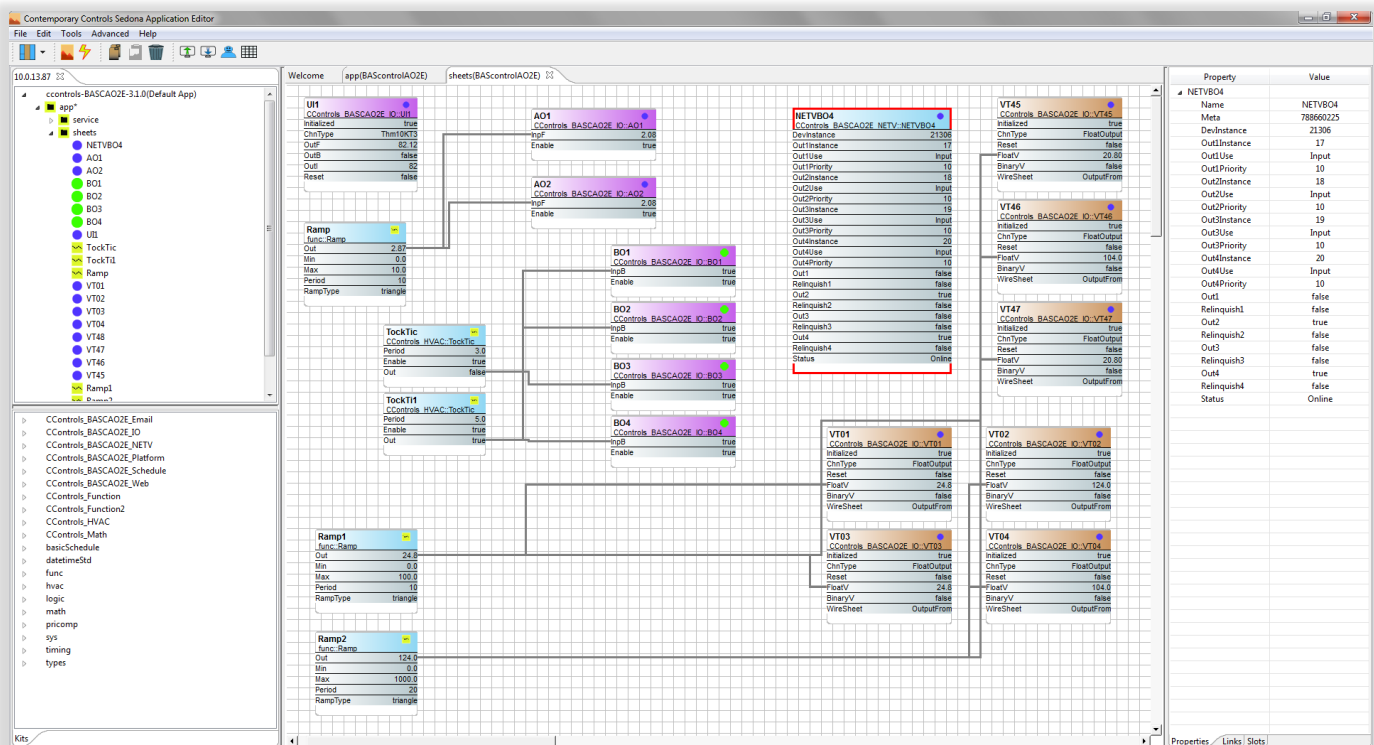 Contemporary Controls Sedona Application Editor
File Edit Tools Advanced Help
10.0.13.87
ccontrols-BASCAO2E-3.1.0(Default App)
app*
service
sheets
NETVBO4
AO1
AO2
BO1
BO2
BO3
BO4
UI1
TockTic
TockTi1
Ramp
VT01
VT02
VT03
VT04
VT48
VT47
VT46
VT45
Ramp1
Ramp2
CControls_BASCAO2E_Email
CControls_BASCAO2E_IO
CControls_BASCAO2E_NETV
CControls_BASCAO2E_Platform
CControls_BASCAO2E_Schedule
CControls_BASCAO2E_Web
CControls_Function
CControls_Function2
CControls_HVAC
CControls_Math
basicSchedule
datetimeStd
func
hvac
logic
math
pricomp
sys
timing
types
Kits
Welcome app(BAScontrolAO2E) sheets(BAScontrolAO2E)
UI1
CControls_BASCAO2E_IO::UI1
Initialized true
ChnType Thm10KT3
OutF 82.12
OutB false
OutI 82
Reset false
Ramp
func::Ramp
Out 2.87
Min 0.0
Max 10.0
Period 10
RampType triangle
AO1
CControls_BASCAO2E_IO::AO1
InpF 2.08
Enable true
AO2
CControls_BASCAO2E_IO::AO2
InpF 2.08
Enable true
BO1
CControls_BASCAO2E_IO::BO1
InpB true
Enable true
BO2
CControls_BASCAO2E_IO::BO2
InpB true
Enable true
BO3
CControls_BASCAO2E_IO::BO3
InpB true
Enable true
BO4
CControls_BASCAO2E_IO::BO4
InpB true
Enable true
TockTic
CControls_HVAC::TockTic
Period 3.0
Enable true
Out false
TockTi1
CControls_HVAC::TockTic
Period 5.0
Enable true
Out true
Ramp1
func::Ramp
Out 24.8
Min 0.0
Max 100.0
Period 10
RampType triangle
Ramp2
func::Ramp
Out 124.0
Min 0.0
Max 1000.0
Period 20
RampType triangle
NETVBO4
CControls_BASCAO2E_NETV::NETVBO4
DevInstance 21306
Out1Instance 17
Out1Use Input
Out1Priority 10
Out2Instance 18
Out2Use Input
Out2Priority 10
Out3Instance 19
Out3Use Input
Out3Priority 10
Out4Instance 20
Out4Use Input
Out4Priority 10
Out1 false
Relinquish1 false
Out2 true
Relinquish2 false
Out3 false
Relinquish3 false
Out4 true
Relinquish4 false
Status Online
VT45
CControls_BASCAO2E_IO::VT45
Initialized true
ChnType FloatOutput
Reset false
FloatV 20.80
BinaryV false
WireSheet OutputFrom
VT46
CControls_BASCAO2E_IO::VT46
Initialized true
ChnType FloatOutput
Reset false
FloatV 104.0
BinaryV false
WireSheet OutputFrom
VT47
CControls_BASCAO2E_IO::VT47
Initialized true
ChnType FloatOutput
Reset false
FloatV 20.80
BinaryV false
WireSheet OutputFrom
VT01
CControls_BASCAO2E_IO::VT01
Initialized true
ChnType FloatOutput
Reset false
FloatV 24.8
BinaryV false
WireSheet OutputFrom
VT02
CControls_BASCAO2E_IO::VT02
Initialized true
ChnType FloatOutput
Reset false
FloatV 124.0
BinaryV false
WireSheet OutputFrom
VT03
CControls_BASCAO2E_IO::VT03
Initialized true
ChnType FloatOutput
Reset false
FloatV 24.8
BinaryV false
WireSheet OutputFrom
VT04
CControls_BASCAO2E_IO::VT04
Initialized true
ChnType FloatOutput
Reset false
FloatV 104.0
BinaryV false
WireSheet OutputFrom
Property Value
NETVBO4
Name NETVBO4
Meta 788660225
DevInstance 21306
Out1Instance 17
Out1Use Input
Out1Priority 10
Out2Instance 18
Out2Use Input
Out2Priority 10
Out3Instance 19
Out3Use Input
Out3Priority 10
Out4Instance 20
Out4Use Input
Out4Priority 10
Out1 false
Relinquish1 false
Out2 true
Relinquish2 false
Out3 false
Relinquish3 false
Out4 true
Relinquish4 false
Status Online
Properties Links Slots